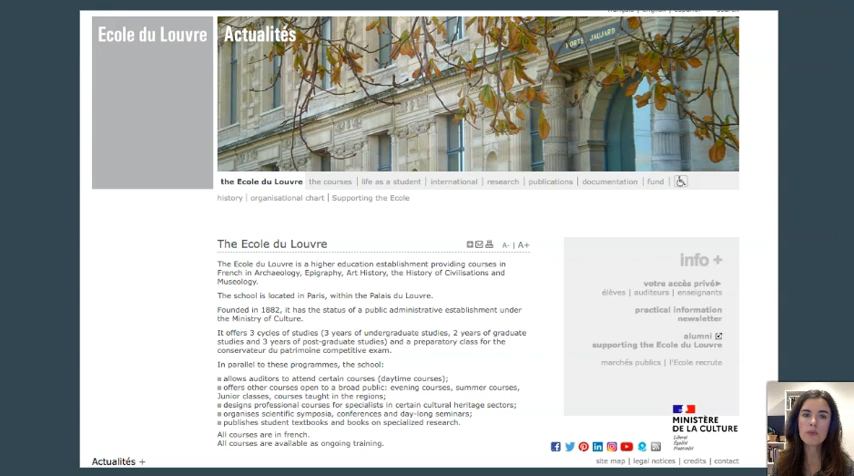 Ecole du Louvre
Actualités
PORTE JAUJARD
the Ecole du Louvre | the courses | life as a student | international | research | publications | documentation | fund |
history | organisational chart | Supporting the Ecole
The Ecole du Louvre
A- | A+
The Ecole du Louvre is a higher education establishment providing courses in
French in Archaeology, Epigraphy, Art History, the History of Civilisations and
Museology.
The school is located in Paris, within the Palais du Louvre.
Founded in 1882, it has the status of a public administrative establishment under
the Ministry of Culture.
It offers 3 cycles of studies (3 years of undergraduate studies, 2 years of graduate
studies and 3 years of post-graduate studies) and a preparatory class for the
conservateur du patrimoine competitive exam.
In parallel to these programmes, the school:
allows auditors to attend certain courses (daytime courses);
offers other courses open to a broad public: evening courses, summer courses,
Junior classes, courses taught in the regions;
designs professional courses for specialists in certain cultural heritage sectors;
organises scientific symposia, conferences and day-long seminars;
publishes student textbooks and books on specialized research.
All courses are in french.
All courses are available as ongoing training.
info +
votre accès privé
élèves | auditeurs | enseignants
practical information
newsletter
alumni
supporting the Ecole du Louvre
marchés publics | l'Ecole recrute
MINISTÈRE
DE LA CULTURE
Liberté
Égalité
Fraternité
Actualités +
site map | legal notices | credits | contact